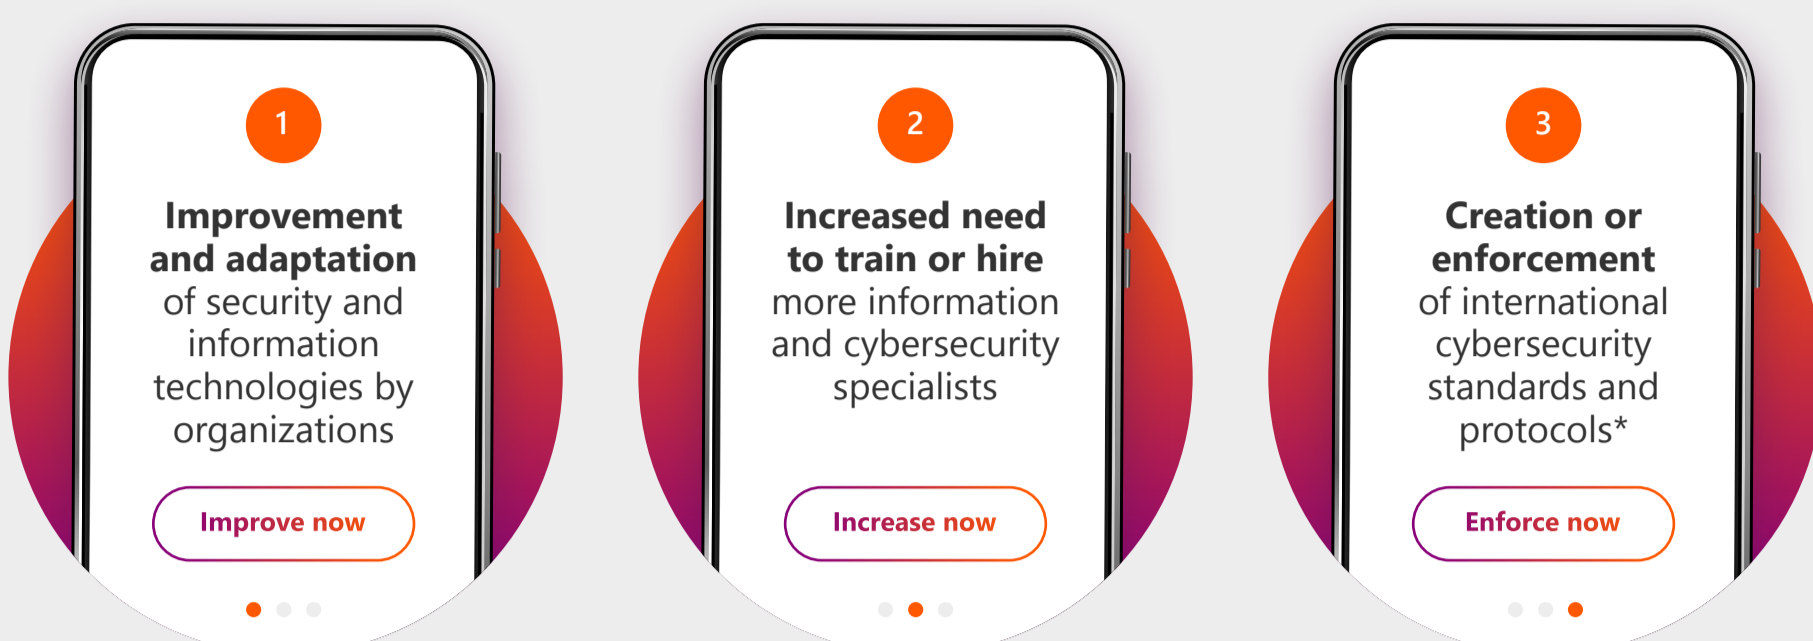 1
Improvement
and adaptation
of security and
information
technologies by
organizations
Improve now
2
Increased need
to train or hire
more information
and cybersecurity
specialists
Increase now
3
Creation or
enforcement
of international
cybersecurity
standards and
protocols*
Enforce now